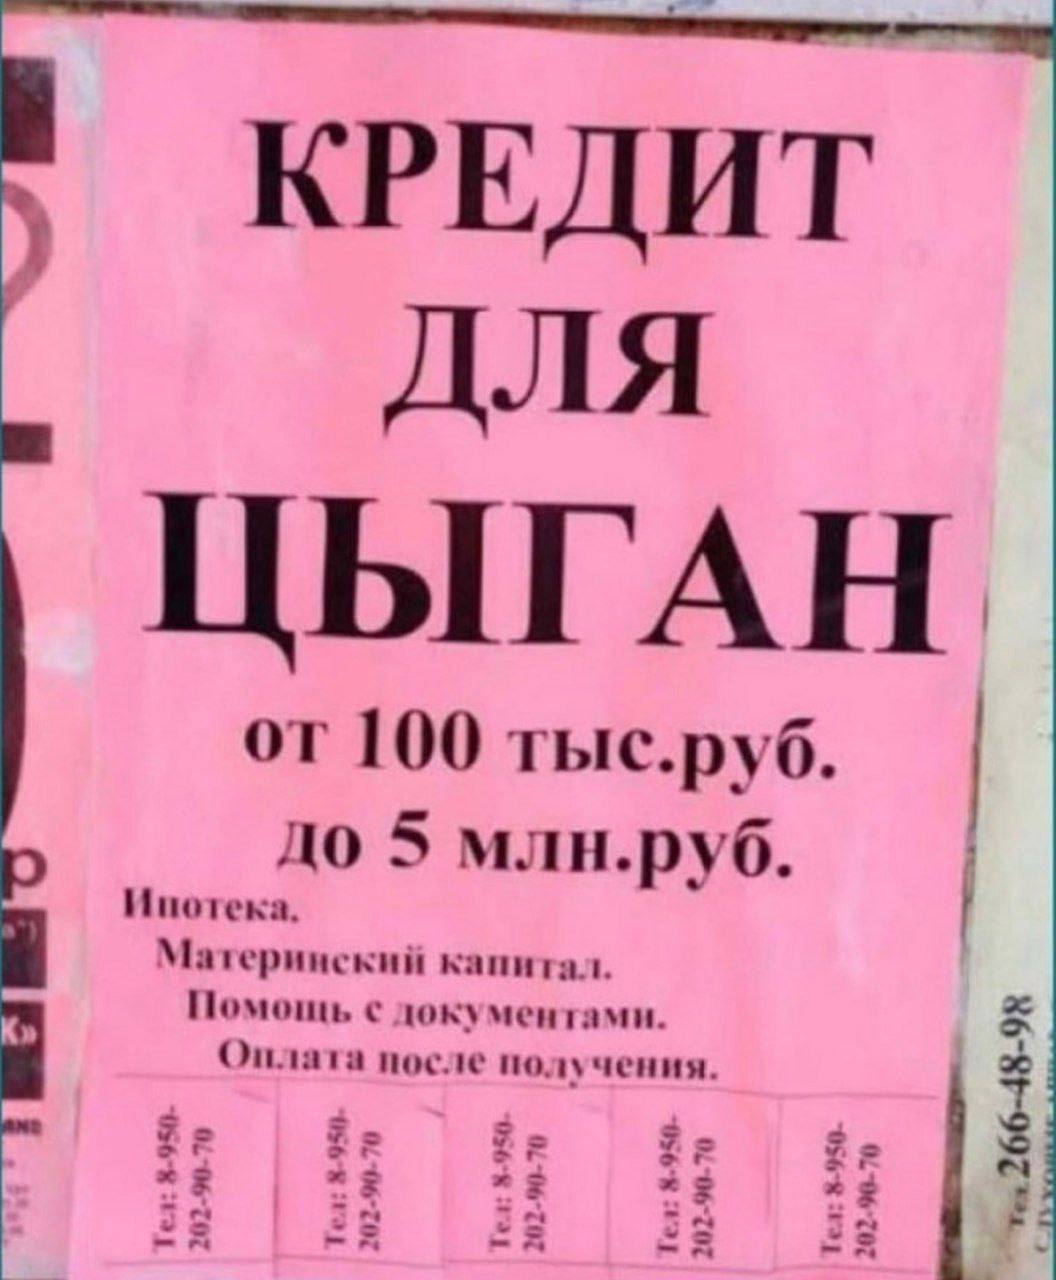 КРЕДИТ
ДЛЯ
ЦЫГАН
от 100 тыс.руб.
до 5 млн.руб.
Ипотека.
Материнский капитал.
Помощь с документами.
Оплата после получения.
Тел: 8-950-
202-90-70
Тел: 8-950-
202-90-70
Тел: 8-950-
202-90-70
Тел: 8-950-
202-90-70
Тел: 8-950-
202-90-70
р
К»
Тел.266-48-98